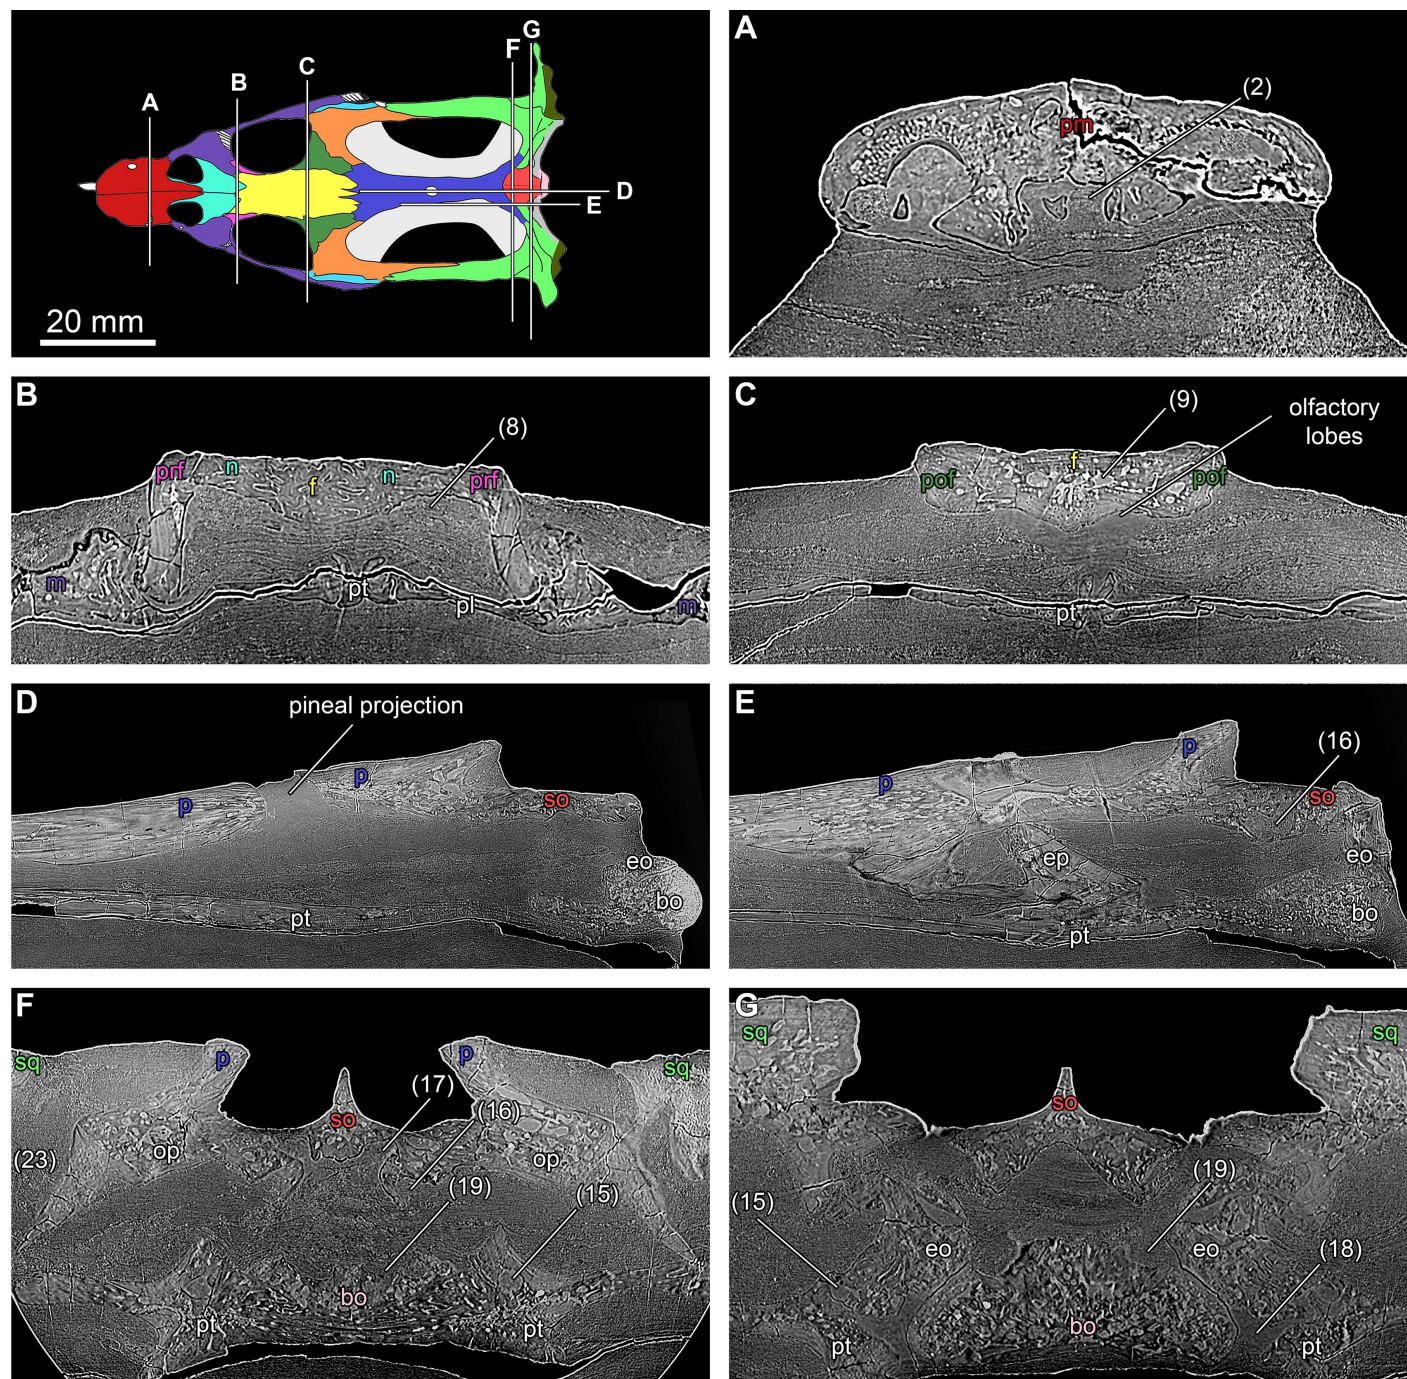 A
B
C
F
G
D
E
20 mm
A
(2)
pm
B
(8)
prf
n
f
n
prf
m
pt
pl
m
C
(9)
olfactory
lobes
f
pof
pof
pt
D
pineal projection
p
p
so
eo
bo
pt
E
p
(16)
p
so
ep
eo
bo
pt
F
sq
p
p
sq
(17)
(16)
so
(23)
op
op
(19)
(15)
bo
pt
pt
G
sq
sq
so
(19)
(15)
eo
eo
(18)
bo
pt
pt